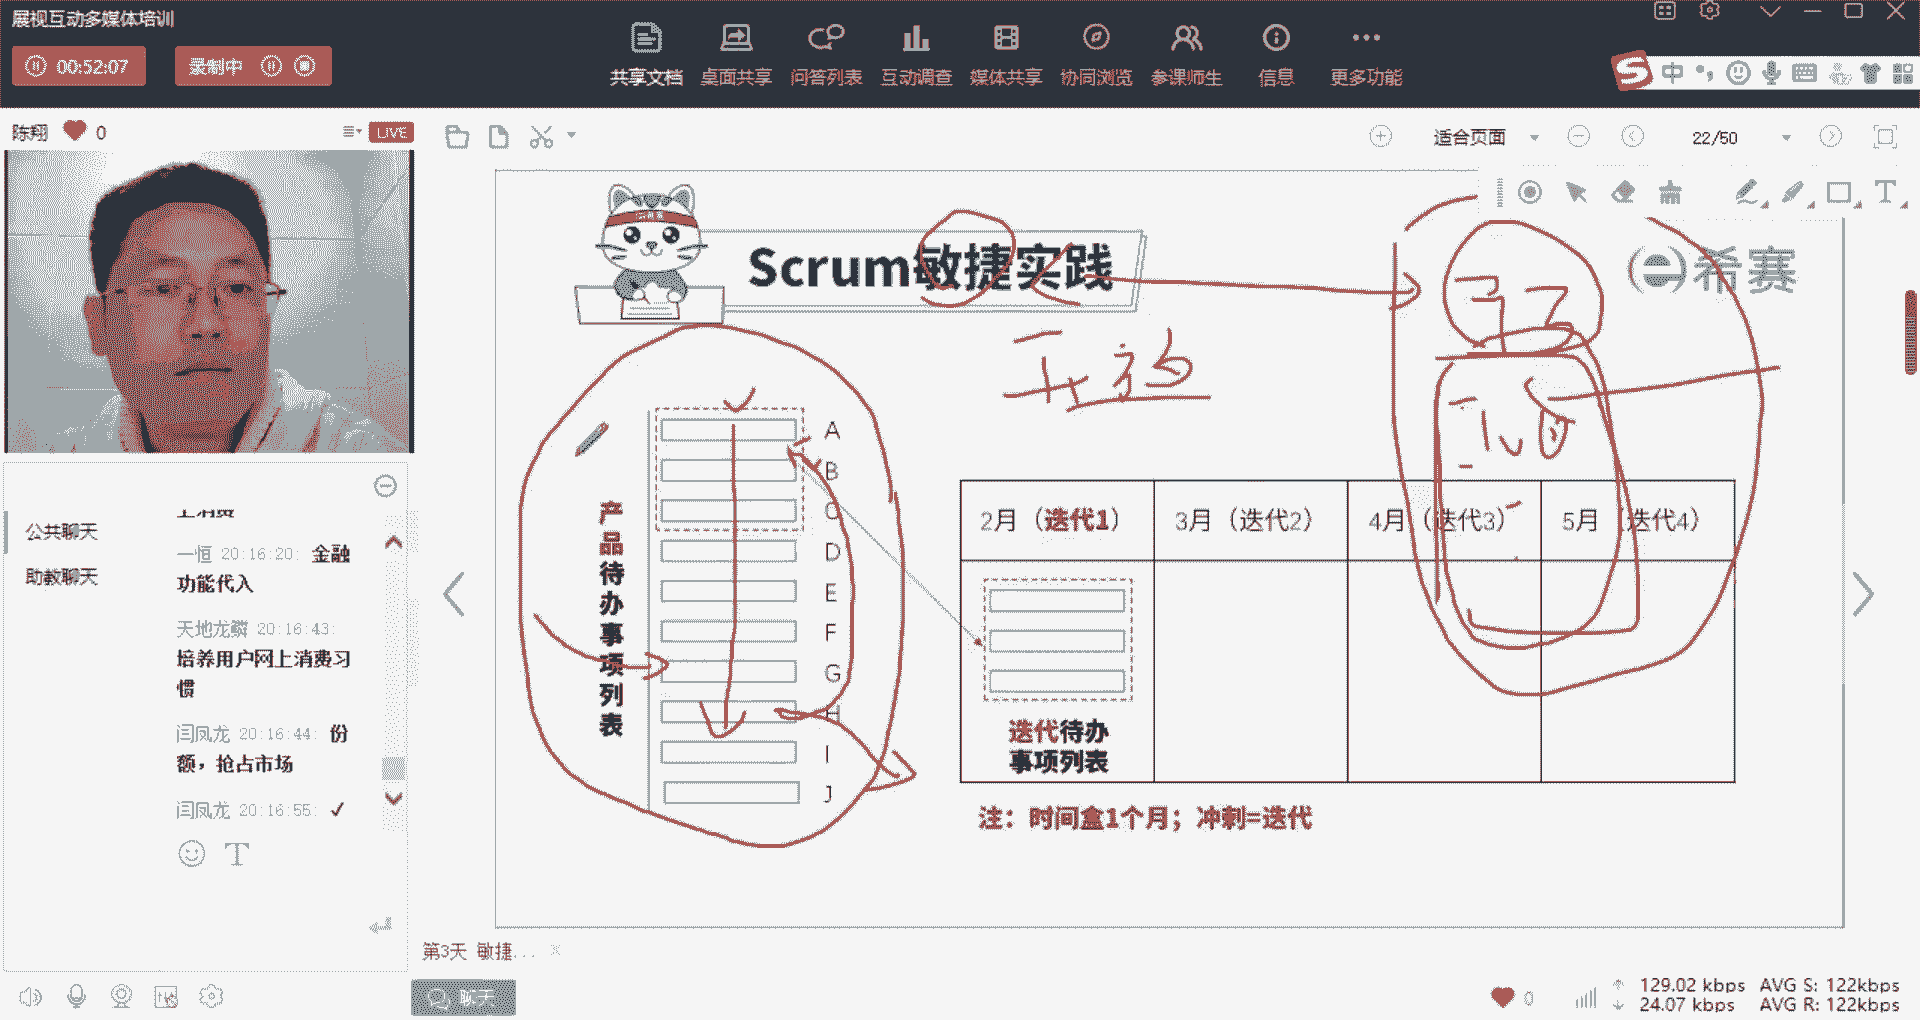 展视互动多媒体培训
00:52:07
录制中
共享文档
桌面共享
问答列表
互动调查
媒体共享
协同浏览
参课师生
信息
更多功能
中
陈翔
0
LIVE
适合页面
22/50
公共聊天
助教聊天
一恒 20:16:20: 金融
功能代入
天地龙鳞 20:16:43:
培养用户网上消费习
惯
闫凤龙 20:16:44: 份
额，抢占市场
闫凤龙 20:16:55: ✓
Scrum敏捷实践
希赛
产品待办事项列表
A
B
C
D
E
F
G
H
I
J
2月（迭代1）
3月（迭代2）
4月（迭代3）
5月（迭代4）
迭代待办
事项列表
注：时间盒1个月；冲刺=迭代
第3天 敏捷...
聊天
0
129.02 kbps AVG S: 122kbps
24.07 kbps AVG R: 122kbps